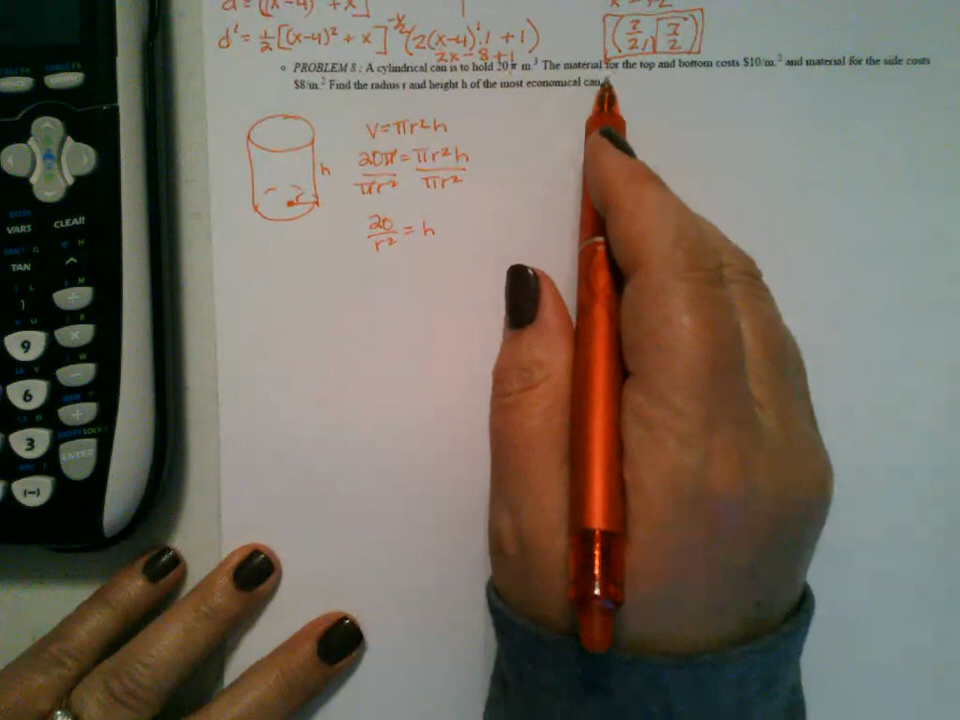 d' = 1/2 [(x-4)² + x]^-1/2 (2(x-4)¹·1 + 1)
2x - 8 + 1
(7/2, √7/2)
PROBLEM 8 : A cylindrical can is to hold 20π m.³ The material for the top and bottom costs $10/m.² and material for the side costs
$8/m.² Find the radius r and height h of the most economical can.
h
r
V = πr²h
20π = πr²h
πr² πr²
20/r² = h
VARS
CLEAR
TAN
9
6
3
(-)
ENTER